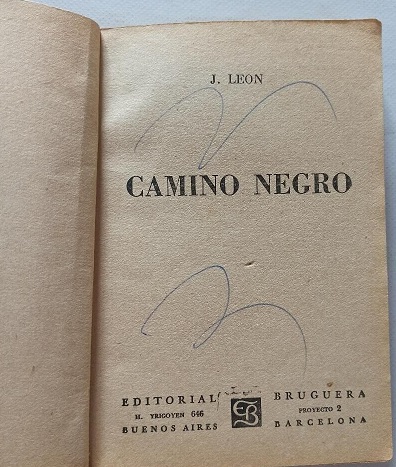 J. LEON
CAMINO NEGRO
EDITORIAL BRUGUERA
M. YRIGOYEN 646 PROYECTO 2
BUENOS AIRES BARCELONA